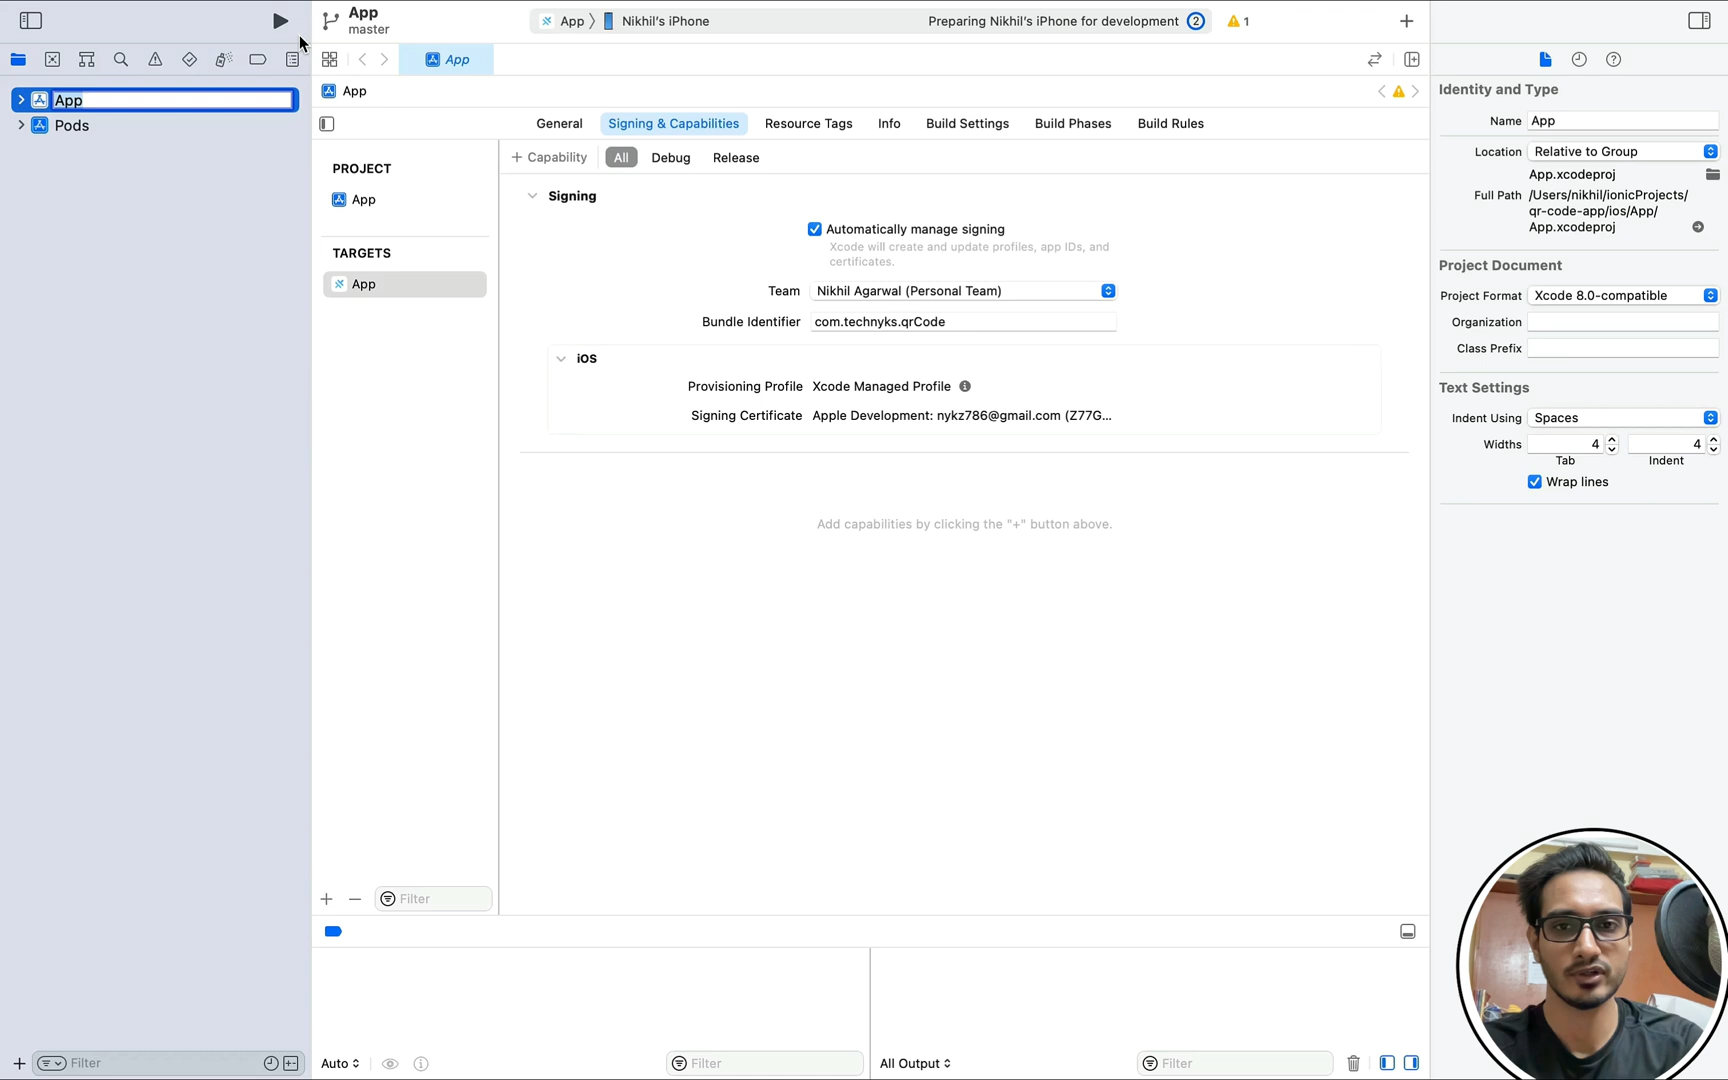 App
master
App
Nikhil's iPhone
Preparing Nikhil's iPhone for development
2
1
App
App
Pods
App
General
Signing & Capabilities
Resource Tags
Info
Build Settings
Build Phases
Build Rules
PROJECT
App
TARGETS
App
+ Capability
All
Debug
Release
Signing
Automatically manage signing
Xcode will create and update profiles, app IDs, and
certificates.
Team
Nikhil Agarwal (Personal Team)
Bundle Identifier
com.technyks.qrCode
iOS
Provisioning Profile
Xcode Managed Profile
Signing Certificate
Apple Development: nykz786@gmail.com (Z77G...
Add capabilities by clicking the "+" button above.
Filter
Filter
Auto
Filter
All Output
Filter
Identity and Type
Name
App
Location
Relative to Group
App.xcodeproj
Full Path
/Users/nikhil/ionicProjects/
qr-code-app/ios/App/
App.xcodeproj
Project Document
Project Format
Xcode 8.0-compatible
Organization
Class Prefix
Text Settings
Indent Using
Spaces
Widths
4
4
Tab
Indent
Wrap lines